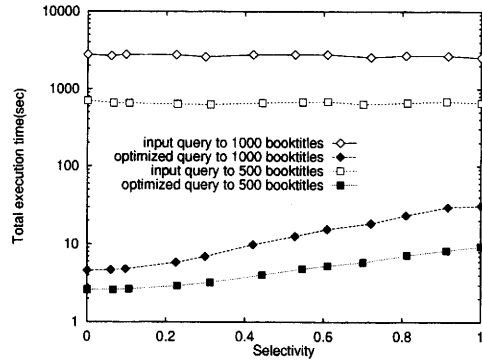 10000
1000
100
10
1
Total execution time(sec)
input query to 1000 booktitles
optimized query to 1000 booktitles
input query to 500 booktitles
optimized query to 500 booktitles
0 0.2 0.4 0.6 0.8 1
Selectivity